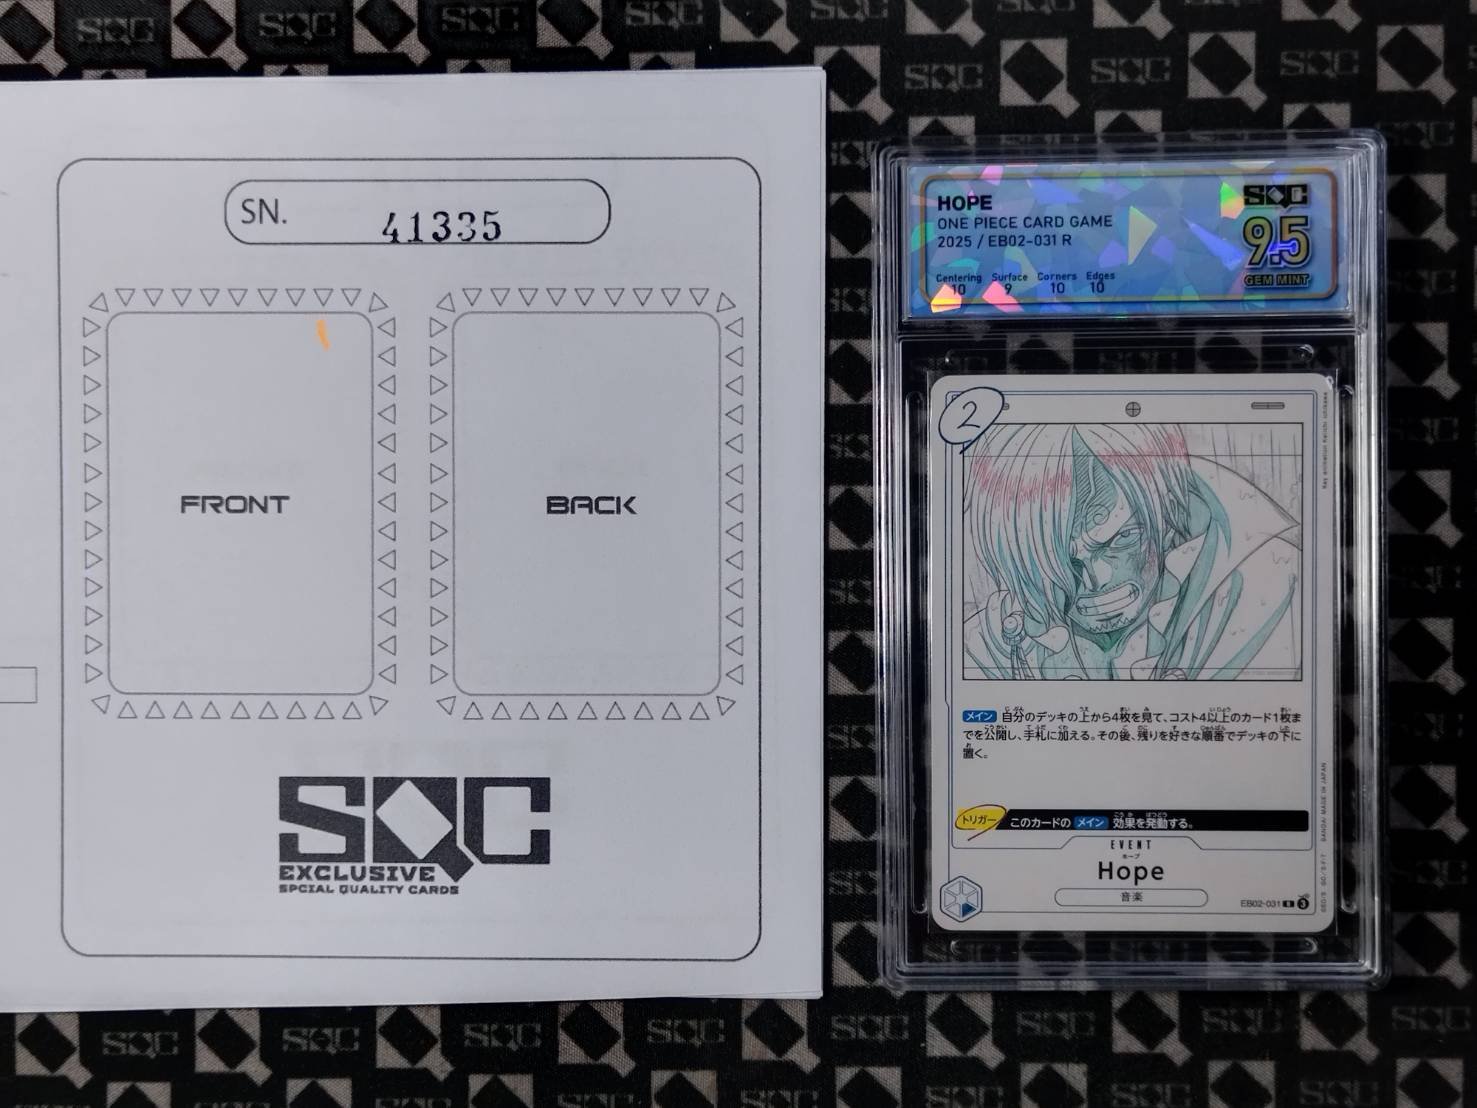 SN. 41335
FRONT
BACK
SQC
EXCLUSIVE
SPCIAL QUALITY CARDS
HOPE
ONE PIECE CARD GAME
2025 / EB02-031 R
Centering Surface Corners Edges
10 9 10 10
SQC
9.5
GEM MINT
2
メイン 自分のデッキの上から4枚を見て、コスト4以上のカード1枚ま
でを公開し、手札に加える。その後、残りを好きな順番でデッキの下に
置く。
トリガー このカードの メイン 効果を発動する。
EVENT
ホープ
Hope
音楽
EB02-031 R 3
BANDAI MADE IN JAPAN